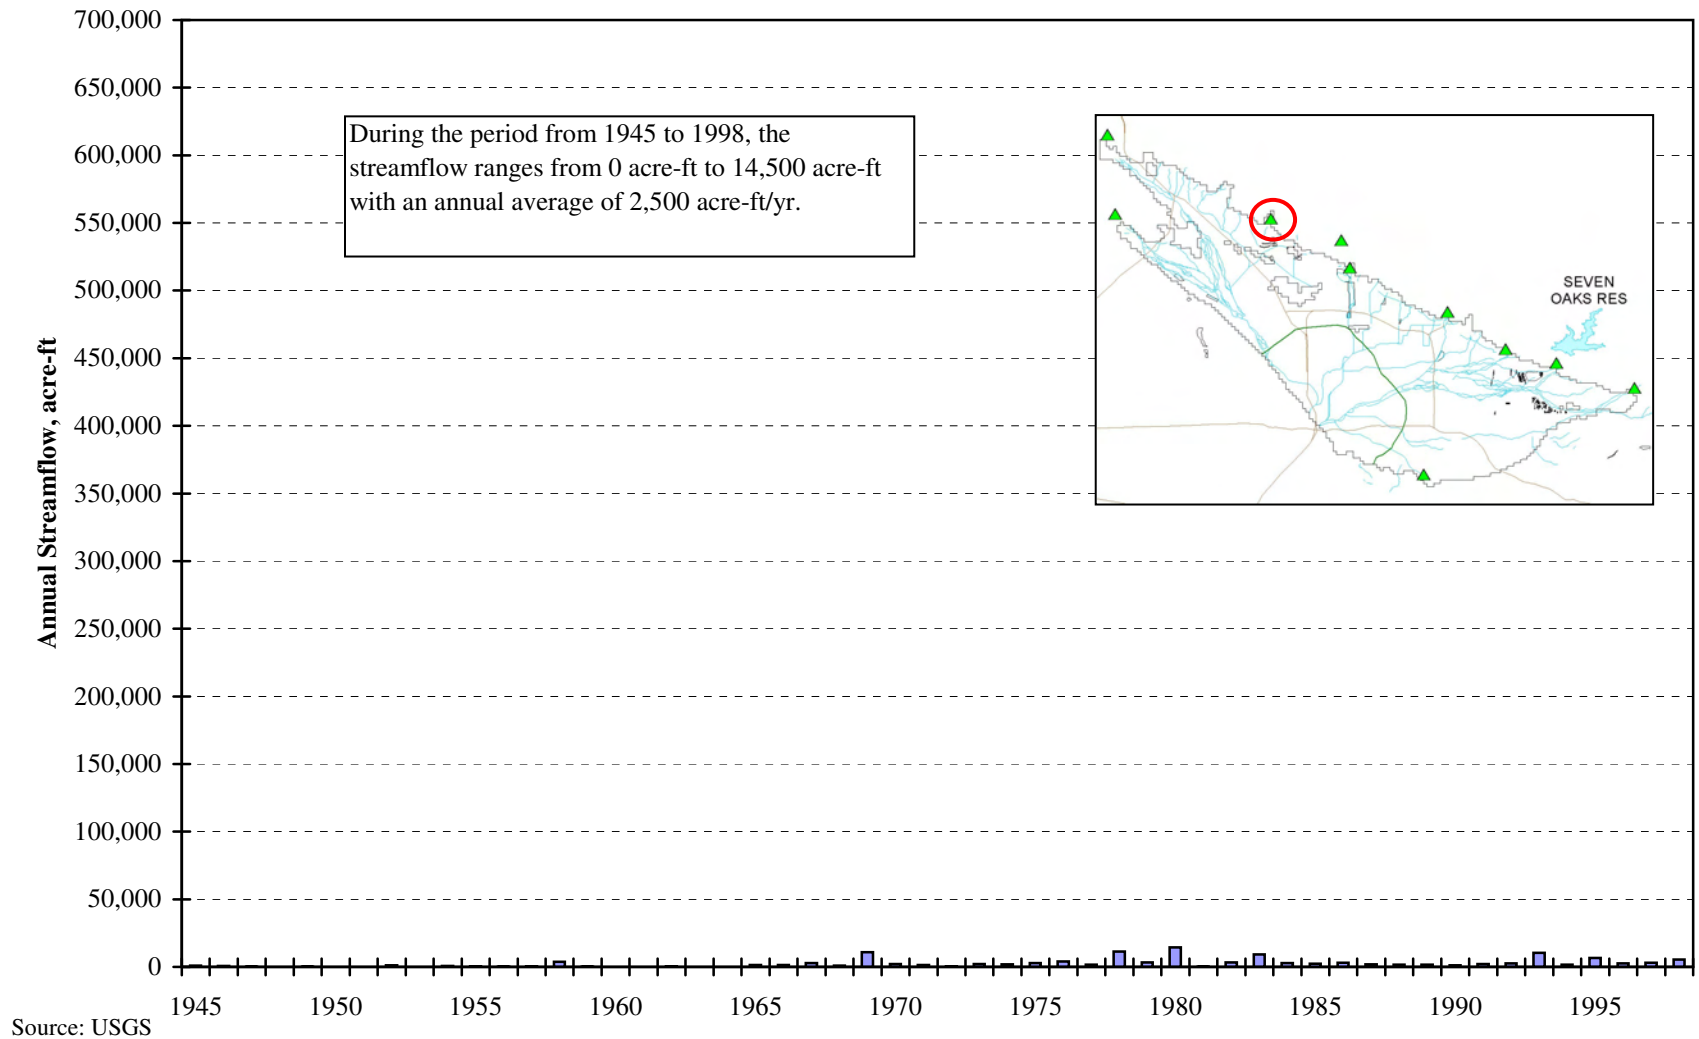 700,000
650,000
600,000
550,000
500,000
450,000
400,000
350,000
300,000
250,000
200,000
150,000
100,000
50,000
0
Annual Streamflow, acre-ft
During the period from 1945 to 1998, the
streamflow ranges from 0 acre-ft to 14,500 acre-ft
with an annual average of 2,500 acre-ft/yr.
SEVEN
OAKS RES
1945 1950 1955 1960 1965 1970 1975 1980 1985 1990 1995
Source: USGS